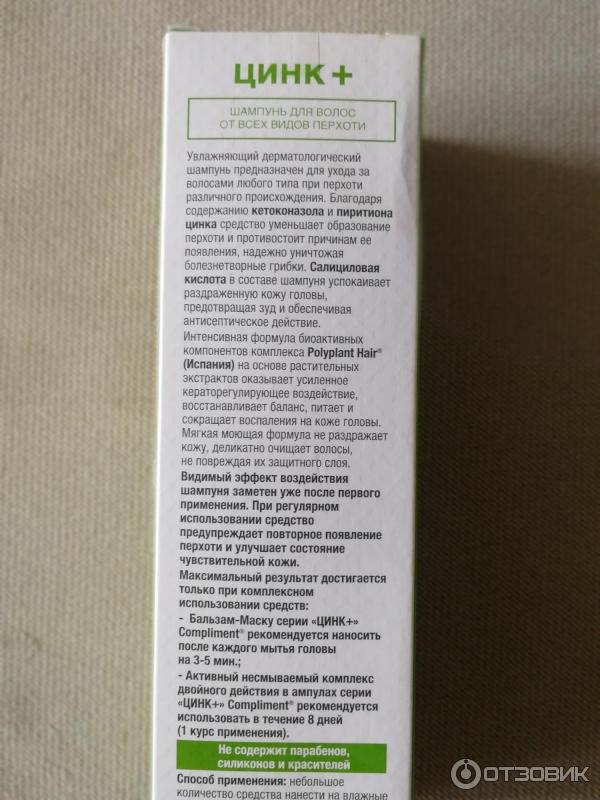 ЦИНК +
ШАМПУНЬ ДЛЯ ВОЛОС
ОТ ВСЕХ ВИДОВ ПЕРХОТИ
Увлажняющий дерматологический
шампунь предназначен для ухода за
волосами любого типа при перхоти
различного происхождения. Благодаря
содержанию кетоконазола и пиритиона
цинка средство уменьшает образование
перхоти и противостоит причинам ее
появления, надежно уничтожая
болезнетворные грибки. Салициловая
кислота в составе шампуня успокаивает
раздраженную кожу головы,
предотвращая зуд и обеспечивая
антисептическое действие.
Интенсивная формула биоактивных
компонентов комплекса Polyplant Hair®
(Испания) на основе растительных
экстрактов оказывает усиленное
кераторегулирующее воздействие,
восстанавливает баланс, питает и
сокращает воспаления на коже головы.
Мягкая моющая формула не раздражает
кожу, деликатно очищает волосы,
не повреждая их защитного слоя.
Видимый эффект воздействия
шампуня заметен уже после первого
применения. При регулярном
использовании средство
предупреждает повторное появление
перхоти и улучшает состояние
чувствительной кожи.
Максимальный результат достигается
только при комплексном
использовании средств:
- Бальзам-Маску серии «ЦИНК+»
Compliment® рекомендуется наносить
после каждого мытья головы
на 3-5 мин.;
- Активный несмываемый комплекс
двойного действия в ампулах серии
«ЦИНК+» Compliment® рекомендуется
использовать в течение 8 дней
(1 курс применения).
Не содержит парабенов,
силиконов и красителей
Способ применения: небольшое
количество средства нанести на влажные
ОТЗОВИК